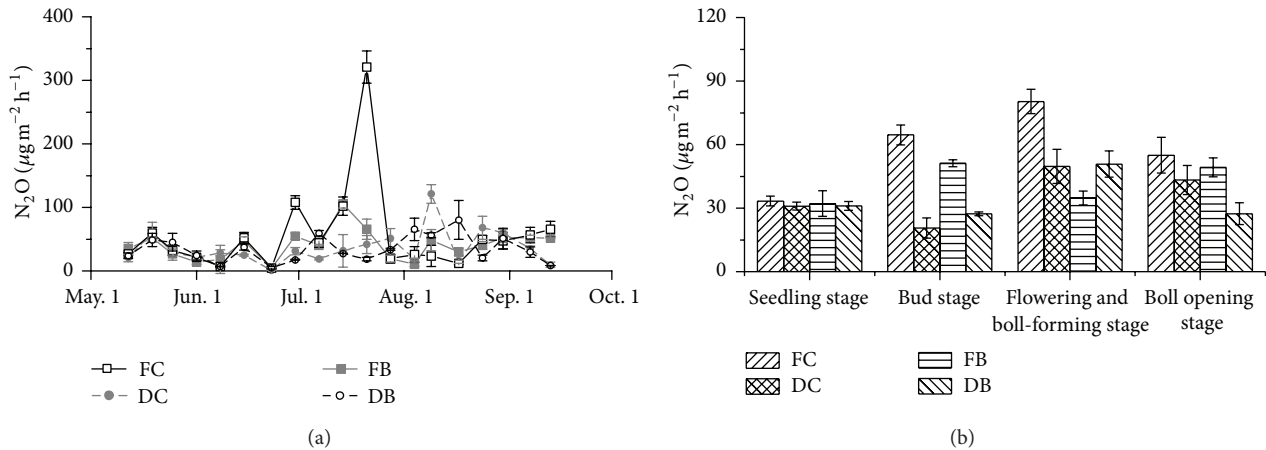 400
300
200
100
0
N₂O (μg m⁻² h⁻¹)
May. 1
Jun. 1
Jul. 1
Aug. 1
Sep. 1
Oct. 1
FC
FB
DC
DB
(a)
120
90
60
30
0
N₂O (μg m⁻² h⁻¹)
Seedling stage
Bud stage
Flowering and
boll-forming stage
Boll opening
stage
FC
FB
DC
DB
(b)